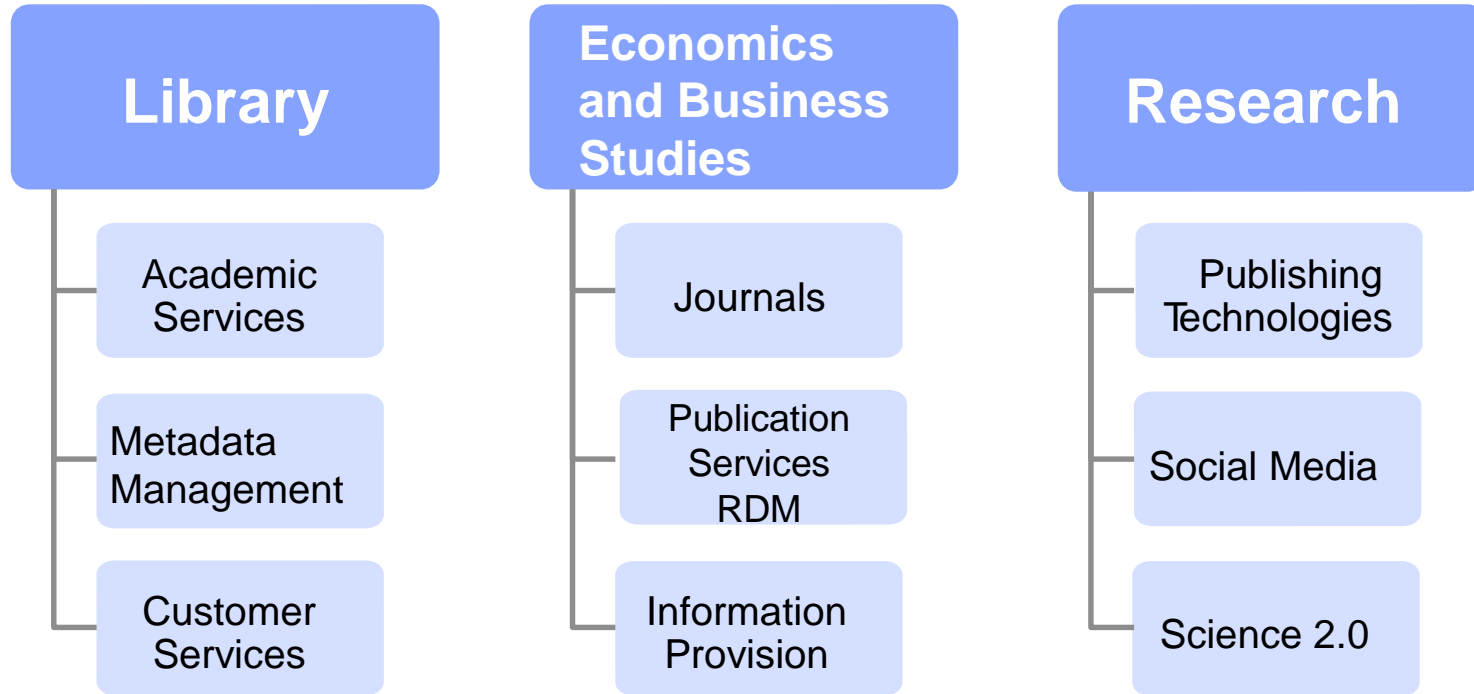 Library
Academic
Services
Metadata
Management
Customer
Services
Economics
and Business
Studies
Journals
Publication
Services
RDM
Information
Provision
Research
Publishing
Technologies
Social Media
Science 2.0